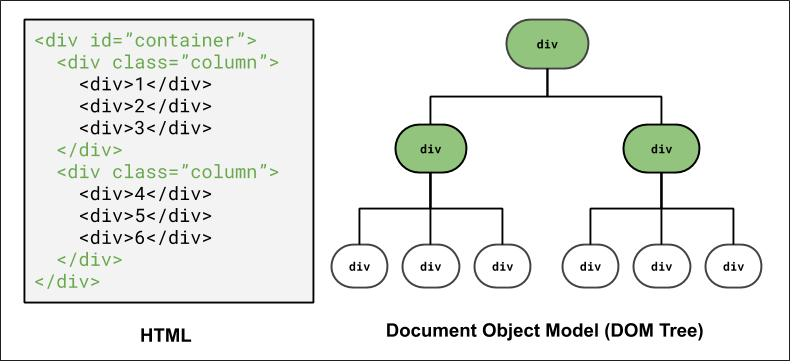 <div id=”container”>
<div class=”column”>
<div>1</div>
<div>2</div>
<div>3</div>
</div>
<div class=”column”>
<div>4</div>
<div>5</div>
<div>6</div>
</div>
</div>
HTML
div
div div
div div div div div div
Document Object Model (DOM Tree)